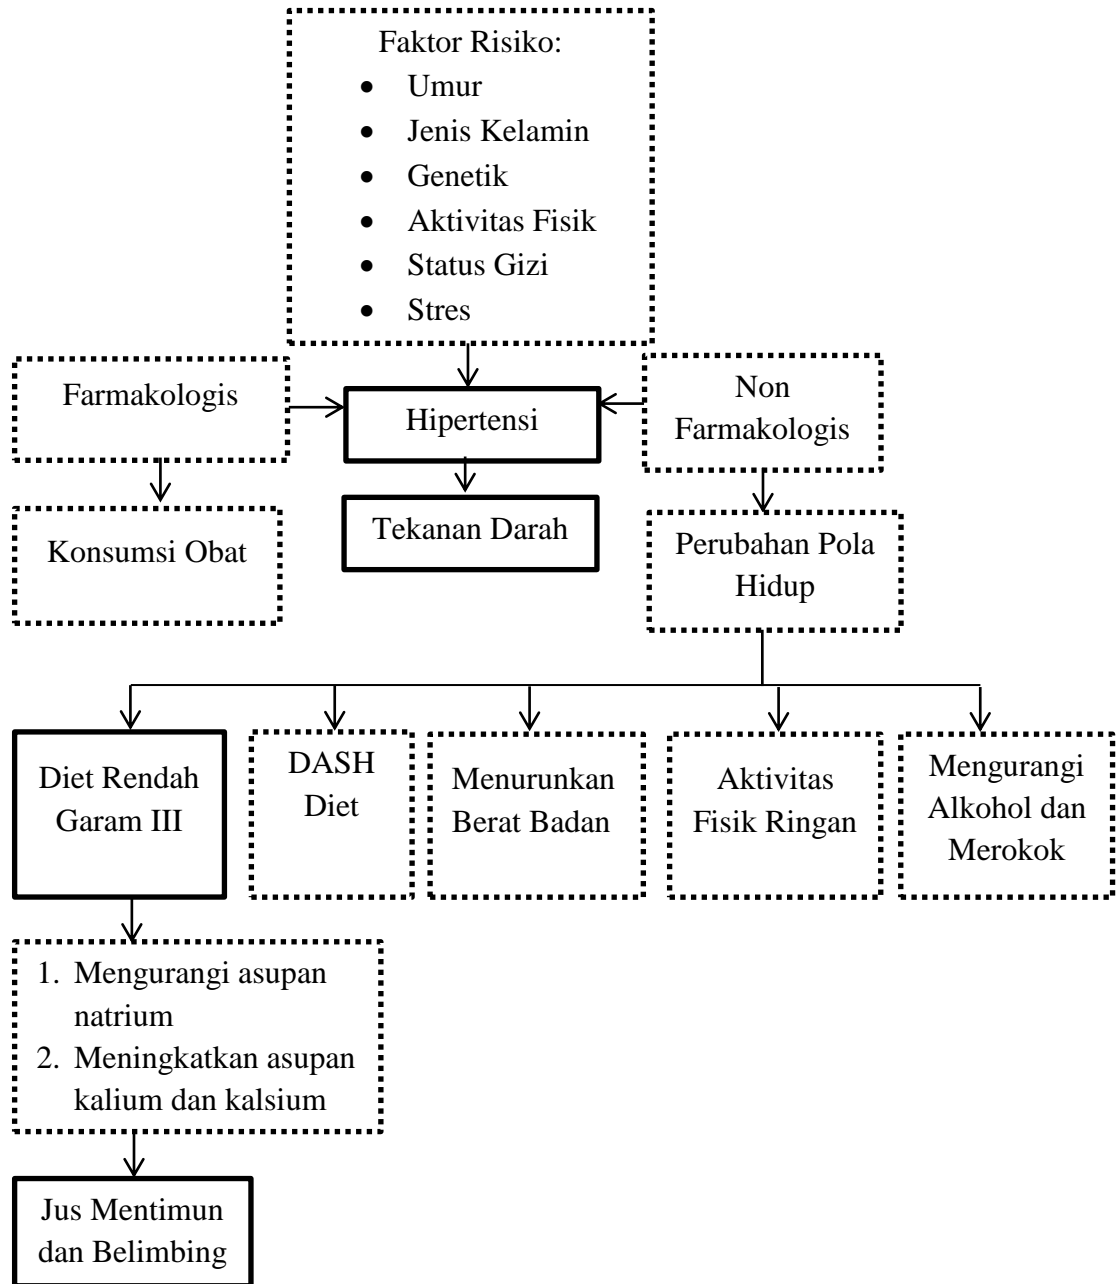 Faktor Risiko:
• Umur
• Jenis Kelamin
• Genetik
• Aktivitas Fisik
• Status Gizi
• Stres
Farmakologis
Hipertensi
Non
Farmakologis
Konsumsi Obat
Tekanan Darah
Perubahan Pola
Hidup
Diet Rendah
Garam III
DASH
Diet
Menurunkan
Berat Badan
Aktivitas
Fisik Ringan
Mengurangi
Alkohol dan
Merokok
1. Mengurangi asupan
natrium
2. Meningkatkan asupan
kalium dan kalsium
Jus Mentimun
dan Belimbing